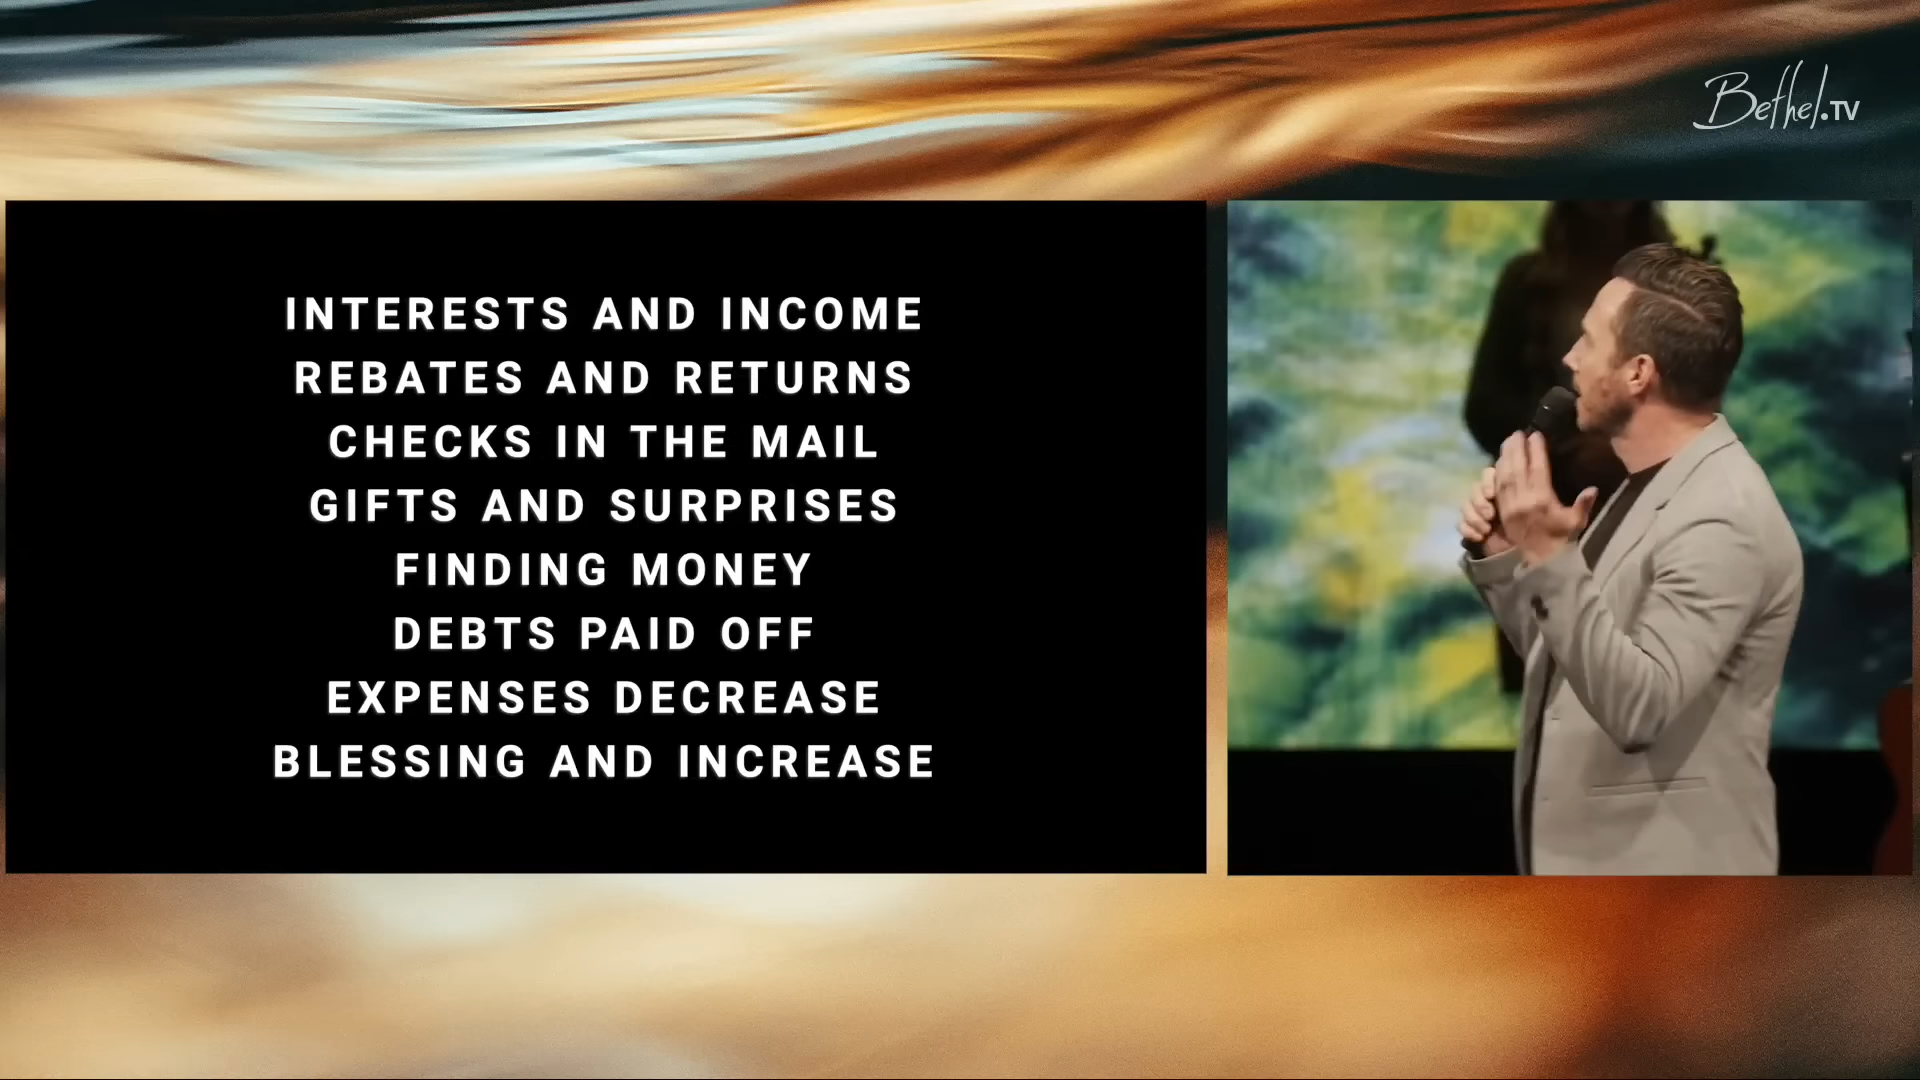 Bethel.TV
INTERESTS AND INCOME
REBATES AND RETURNS
CHECKS IN THE MAIL
GIFTS AND SURPRISES
FINDING MONEY
DEBTS PAID OFF
EXPENSES DECREASE
BLESSING AND INCREASE